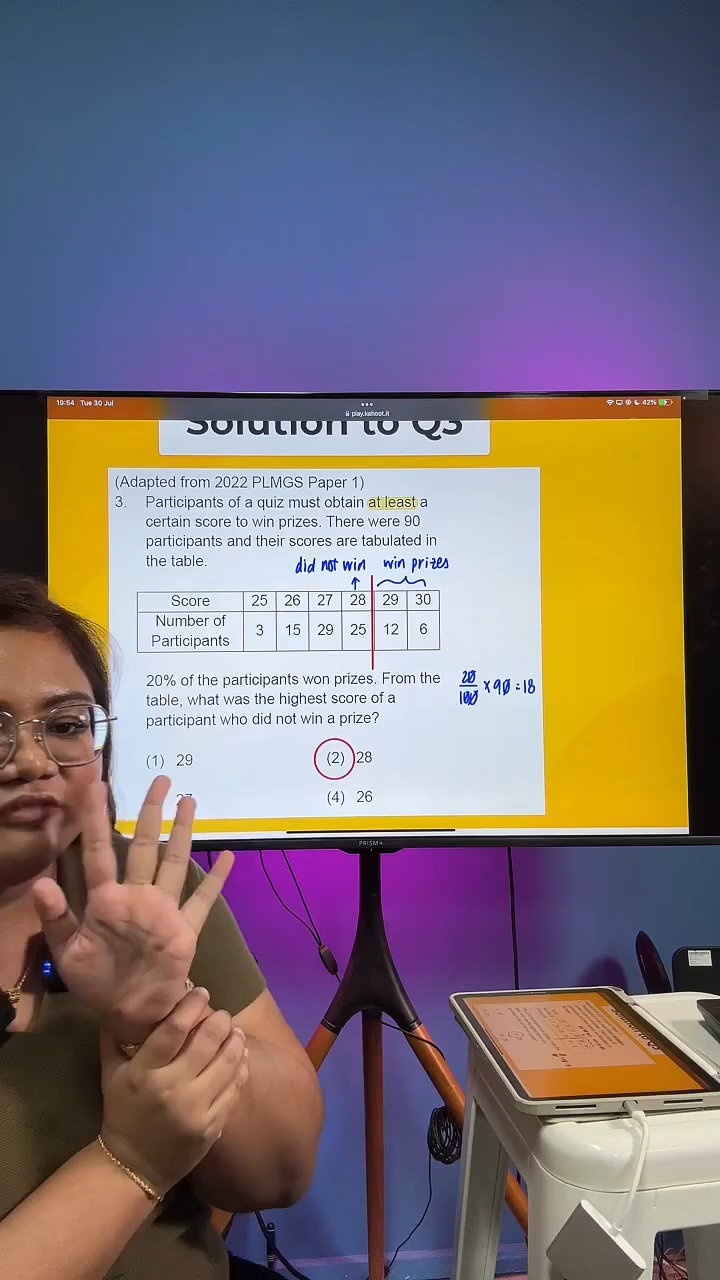 19:54 Tue 30 Jul
42%
play.kahoot.it
Solution to Q3
(Adapted from 2022 PLMGS Paper 1)
3. Participants of a quiz must obtain at least a
certain score to win prizes. There were 90
participants and their scores are tabulated in
the table.
did not win win prizes
Score 25 26 27 28 29 30
Number of Participants 3 15 29 25 12 6
20% of the participants won prizes. From the
table, what was the highest score of a
participant who did not win a prize?
20/100 × 90 = 18
(1) 29 (2) 28
27 (4) 26
PRISM+